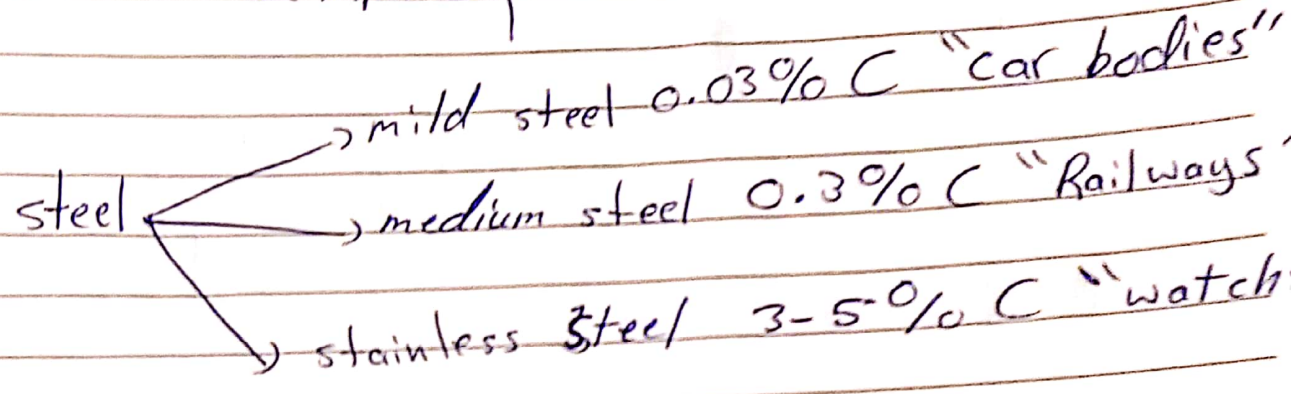 mild steel 0.03% C "car bodies"
steel
medium steel 0.3% C "Railways"
stainless steel 3-5% C "watch